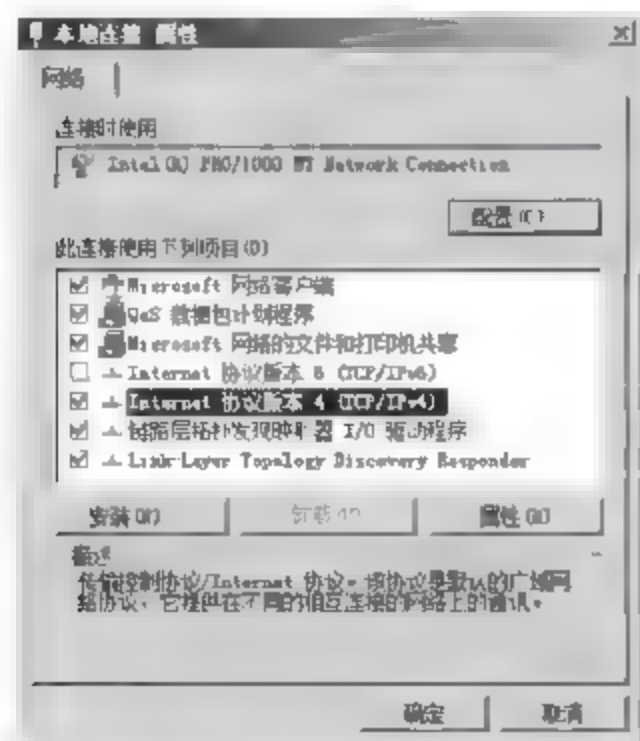 本地连接 属性
网络
连接时使用
Intel(R) PRO/1000 MT Network Connection
配置(C)
此连接使用下列项目(O)
Microsoft 网络客户端
QoS 数据包计划程序
Microsoft 网络的文件和打印机共享
Internet 协议版本 6 (TCP/IPv6)
Internet 协议版本 4 (TCP/IPv4)
链路层拓扑发现映射器 I/O 驱动程序
Link-Layer Topology Discovery Responder
安装(N)
卸载(U)
属性(R)
描述
传输控制协议/Internet 协议。该协议是默认的广域网
络协议，它提供在不同的相互连接的网络上的通讯。
确定
取消